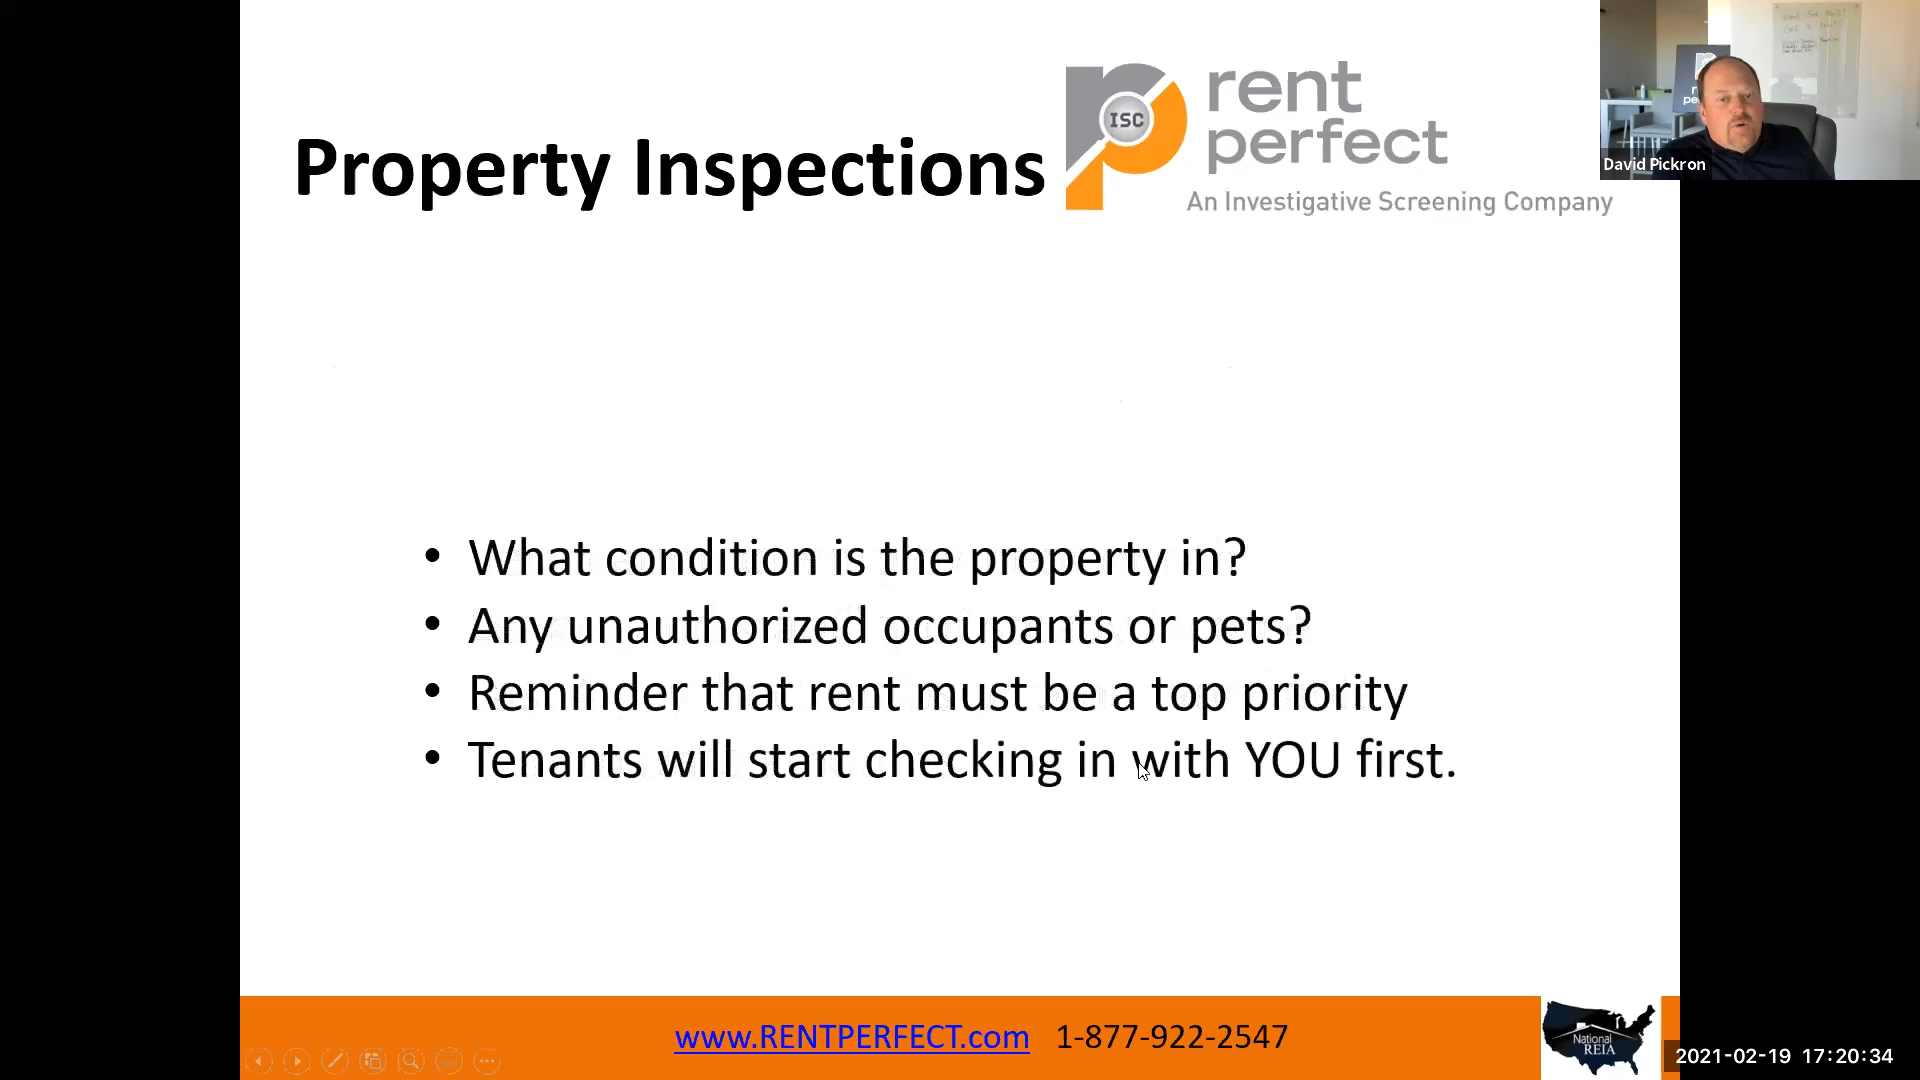 Property Inspections
ISC
rent
perfect
An Investigative Screening Company
David Pickron
• What condition is the property in?
• Any unauthorized occupants or pets?
• Reminder that rent must be a top priority
• Tenants will start checking in with YOU first.
www.RENTPERFECT.com 1-877-922-2547
National
REIA
2021-02-19 17:20:34